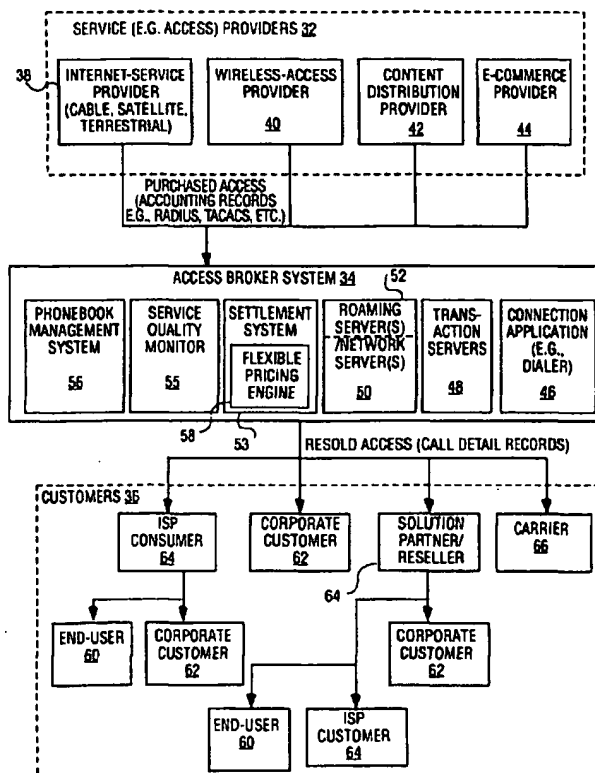 SERVICE (E.G. ACCESS) PROVIDERS 32
38
INTERNET-SERVICE
PROVIDER
(CABLE, SATELLITE,
TERRESTRIAL)
WIRELESS-ACCESS
PROVIDER
40
CONTENT
DISTRIBUTION
PROVIDER
42
E-COMMERCE
PROVIDER
44
PURCHASED ACCESS
(ACCOUNTING RECORDS
E.G., RADIUS, TACACS, ETC.)
ACCESS BROKER SYSTEM 34
52
PHONEBOOK
MANAGEMENT
SYSTEM
56
SERVICE
QUALITY
MONITOR
55
SETTLEMENT
SYSTEM
FLEXIBLE
PRICING
ENGINE
58
53
ROAMING
SERVER(S)
/NETWORK
SERVER(S)
50
TRANS-
ACTION
SERVERS
48
CONNECTION
APPLICATION
(E.G.,
DIALER)
46
RESOLD ACCESS (CALL DETAIL RECORDS)
CUSTOMERS 36
ISP
CONSUMER
64
CORPORATE
CUSTOMER
62
SOLUTION
PARTNER/
RESELLER
64
CARRIER
66
END-USER
60
CORPORATE
CUSTOMER
62
CORPORATE
CUSTOMER
62
END-USER
60
ISP
CUSTOMER
64